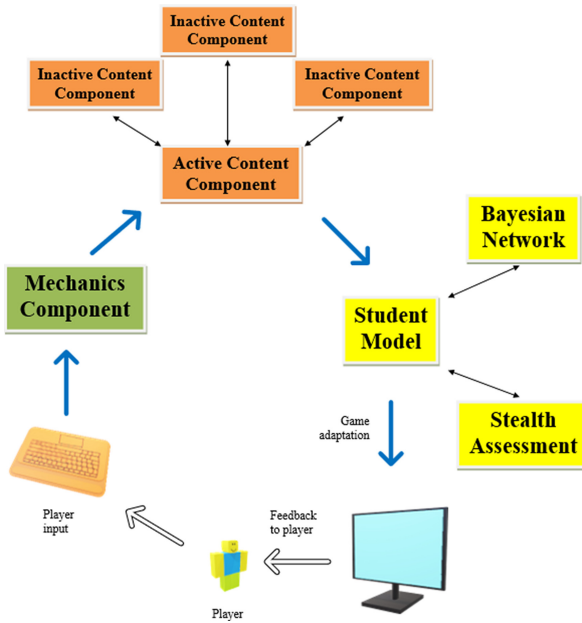 Inactive Content
Component
Inactive Content
Component
Inactive Content
Component
Active Content
Component
Bayesian
Network
Mechanics
Component
Student
Model
Stealth
Assessment
Game
adaptation
Player
input
Feedback
to player
Player